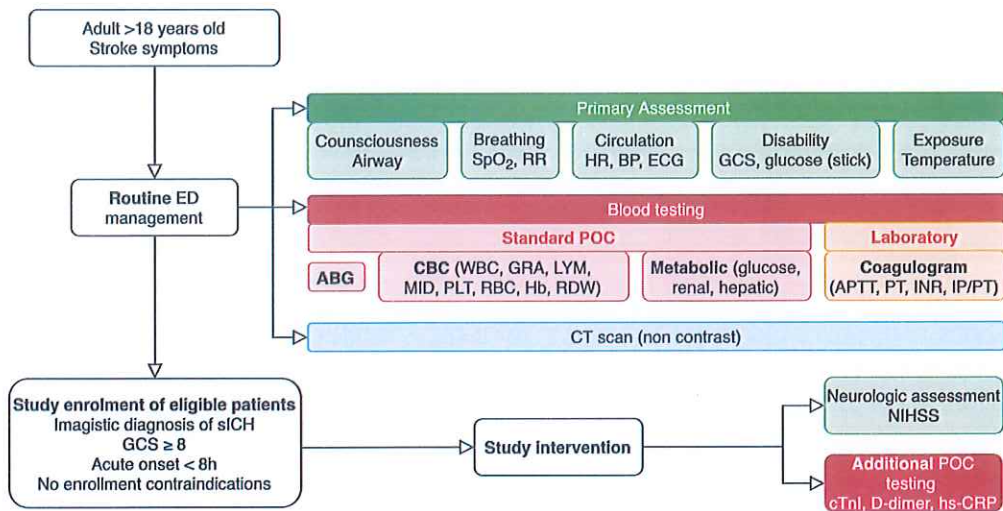 Adult >18 years old
Stroke symptoms
Primary Assessment
Counsciousness
Airway
Breathing
SpO₂, RR
Circulation
HR, BP, ECG
Disability
GCS, glucose (stick)
Exposure
Temperature
Routine ED
management
Blood testing
Standard POC
Laboratory
ABG
CBC (WBC, GRA, LYM,
MID, PLT, RBC, Hb, RDW)
Metabolic (glucose,
renal, hepatic)
Coagulogram
(APTT, PT, INR, IP/PT)
CT scan (non contrast)
Study enrolment of eligible patients
Imagistic diagnosis of sICH
GCS ≥ 8
Acute onset < 8h
No enrollment contraindications
Study intervention
Neurologic assessment
NIHSS
Additional POC
testing
cTnI, D-dimer, hs-CRP